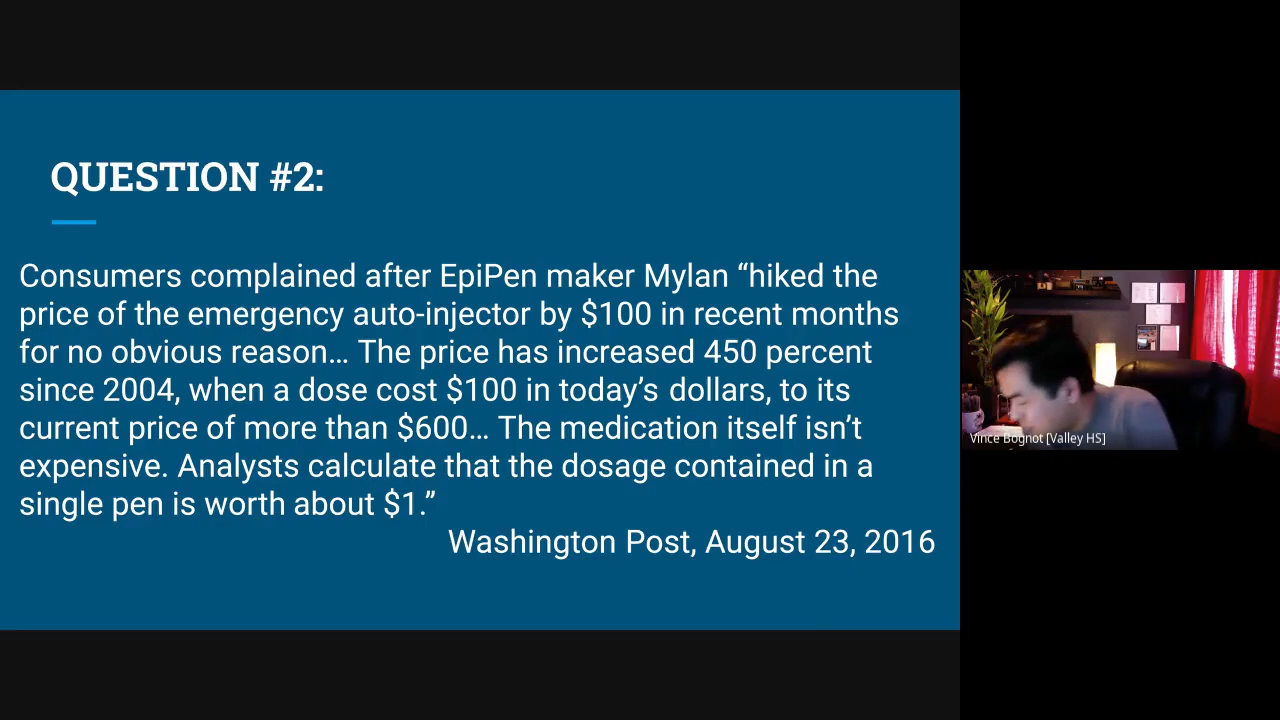 QUESTION #2:
Consumers complained after EpiPen maker Mylan “hiked the
price of the emergency auto-injector by $100 in recent months
for no obvious reason… The price has increased 450 percent
since 2004, when a dose cost $100 in today’s dollars, to its
current price of more than $600… The medication itself isn’t
expensive. Analysts calculate that the dosage contained in a
single pen is worth about $1.”
Washington Post, August 23, 2016
Vince Bognot [Valley HS]